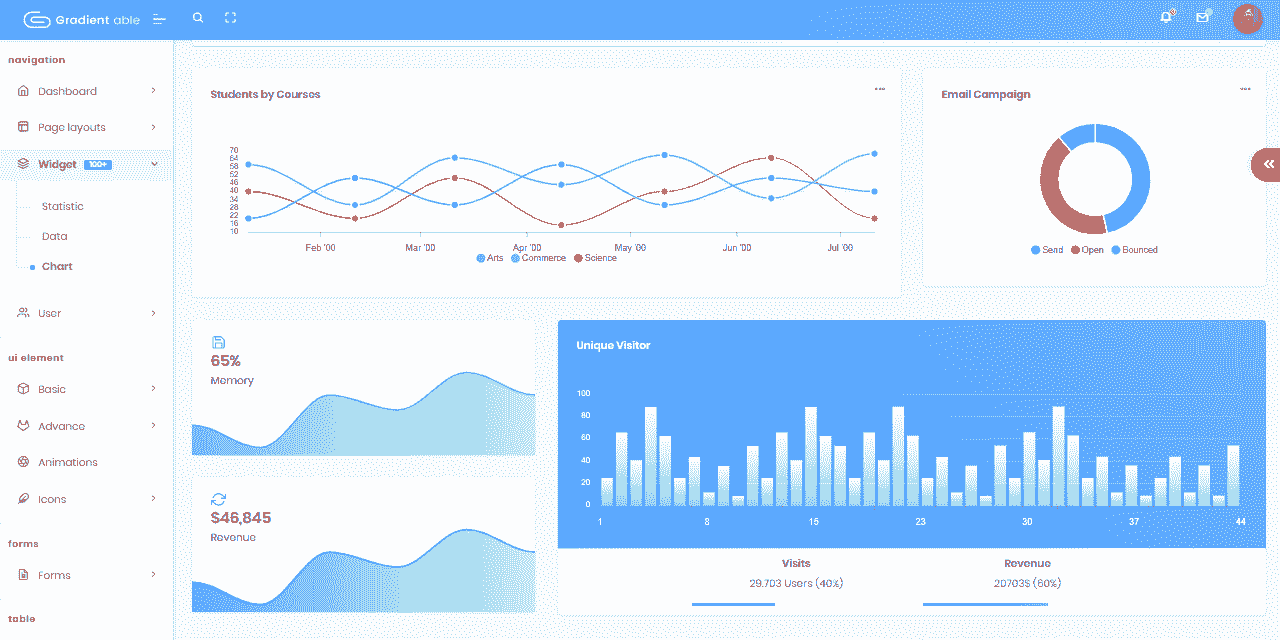 Gradient able
navigation
Dashboard
Page layouts
Widget 100+
Statistic
Data
Chart
User
ui element
Basic
Advance
Animations
Icons
forms
Forms
table
Students by Courses
70
64
58
52
46
40
34
28
22
16
10
Feb '00 Mar '00 Apr '00 May '00 Jun '00 Jul '00
Arts Commerce Science
Email Campaign
Send Open Bounced
65%
Memory
$46,845
Revenue
Unique Visitor
100
80
60
40
20
0
1 8 15 23 30 37 44
Visits Revenue
29.703 Users (40%) 20703$ (60%)